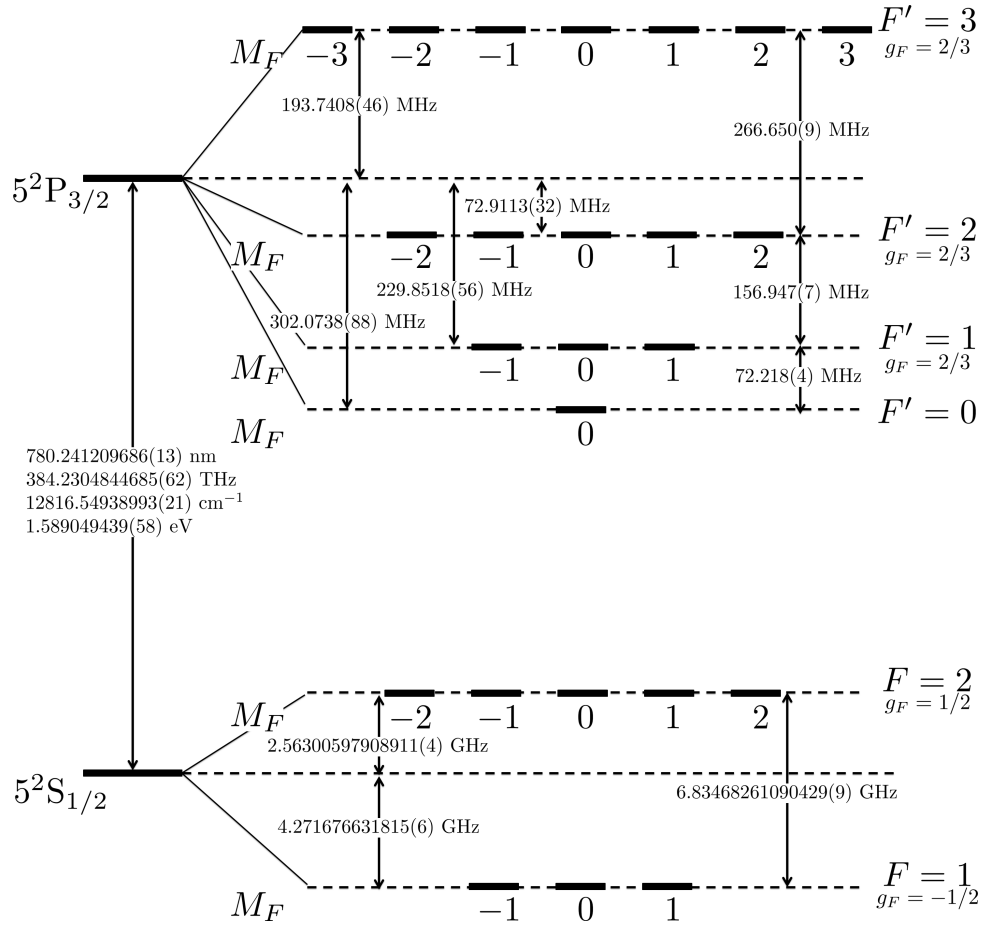 F′ = 3
g_F = 2/3
M_F
−3 −2 −1 0 1 2 3
193.7408(46) MHz
266.650(9) MHz
5²P₃/₂
72.9113(32) MHz
F′ = 2
g_F = 2/3
M_F
−2 −1 0 1 2
229.8518(56) MHz
156.947(7) MHz
302.0738(88) MHz
F′ = 1
g_F = 2/3
M_F
−1 0 1
72.218(4) MHz
F′ = 0
M_F
0
780.241209686(13) nm
384.2304844685(62) THz
12816.54938993(21) cm⁻¹
1.589049439(58) eV
F = 2
g_F = 1/2
M_F
−2 −1 0 1 2
2.56300597908911(4) GHz
5²S₁/₂
6.83468261090429(9) GHz
4.271676631815(6) GHz
F = 1
g_F = −1/2
M_F
−1 0 1